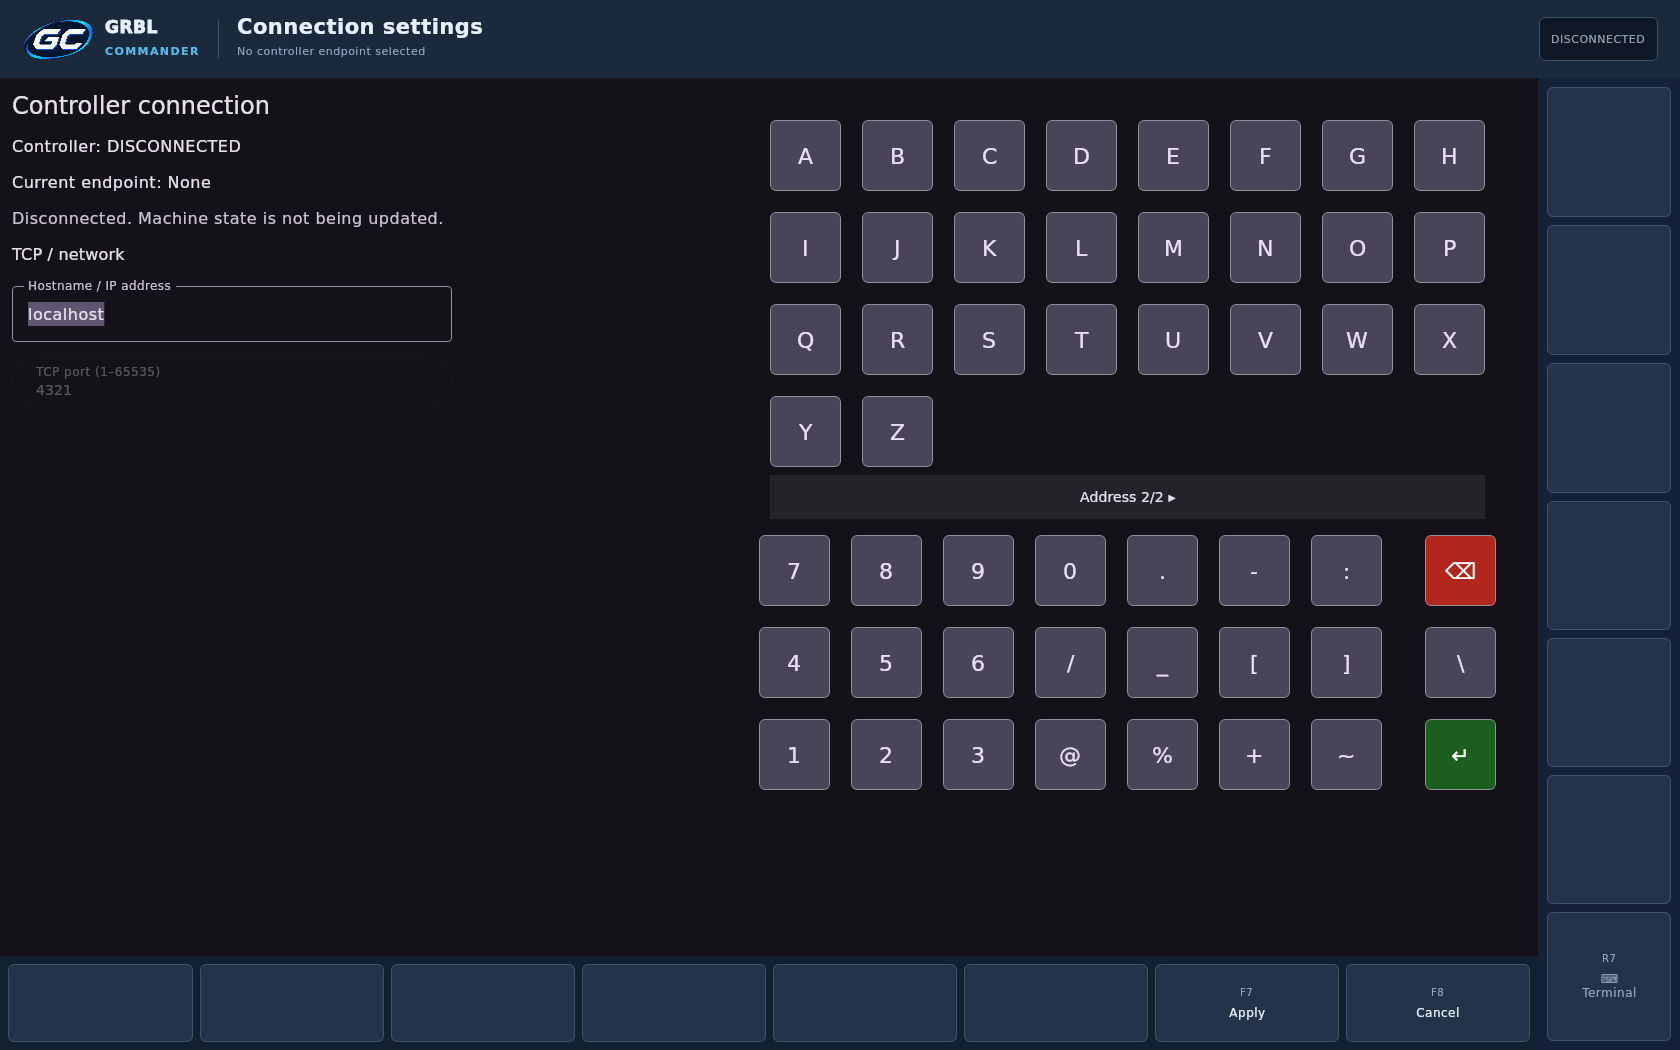 GC
GRBL
COMMANDER
Connection settings
No controller endpoint selected
DISCONNECTED
Controller connection
Controller: DISCONNECTED
Current endpoint: None
Disconnected. Machine state is not being updated.
TCP / network
Hostname / IP address
localhost
TCP port (1–65535)
4321
A B C D E F G H
I J K L M N O P
Q R S T U V W X
Y Z
Address 2/2 ▸
7 8 9 0 . - : ⌫
4 5 6 / _ [ ] \
1 2 3 @ % + ~ ↵
F7
Apply
F8
Cancel
R7
⌨
Terminal